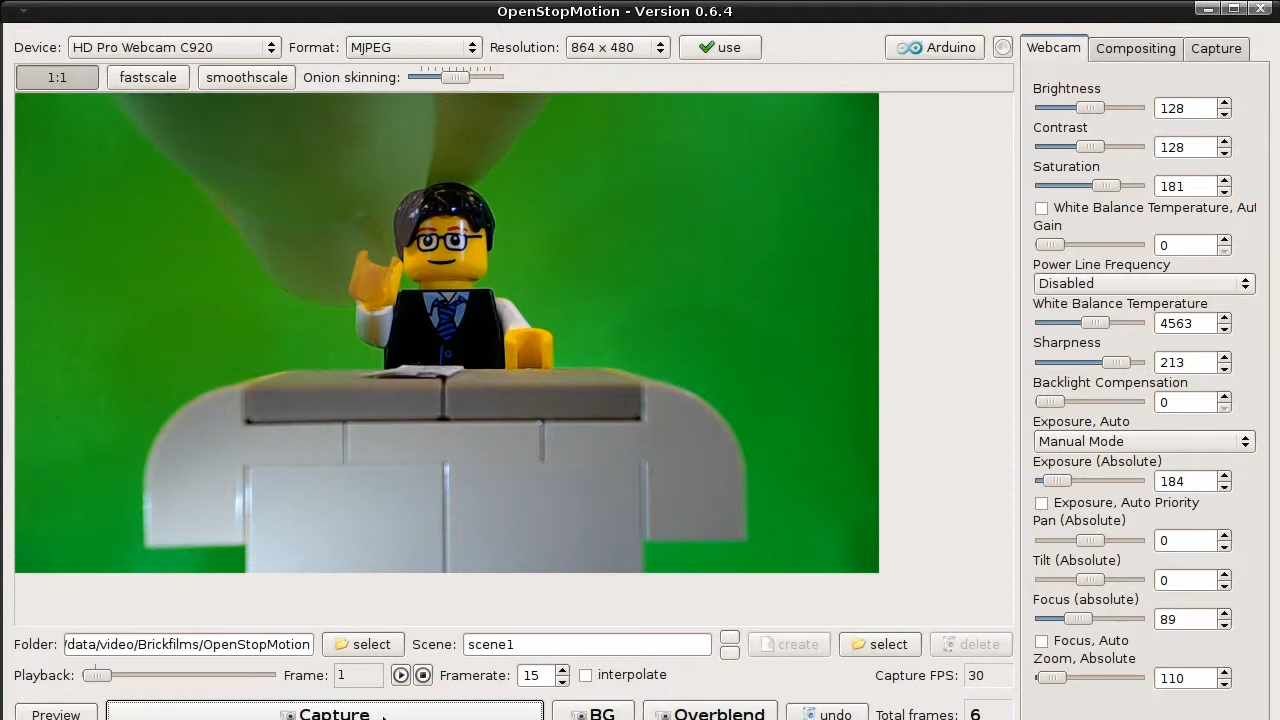 OpenStopMotion - Version 0.6.4
Device: HD Pro Webcam C920 Format: MJPEG Resolution: 864 x 480 use Arduino
Webcam Compositing Capture
1:1 fastscale smoothscale Onion skinning:
Brightness
128
Contrast
128
Saturation
181
White Balance Temperature, Aut
Gain
0
Power Line Frequency
Disabled
White Balance Temperature
4563
Sharpness
213
Backlight Compensation
0
Exposure, Auto
Manual Mode
Exposure (Absolute)
184
Exposure, Auto Priority
Pan (Absolute)
0
Tilt (Absolute)
0
Focus (absolute)
89
Focus, Auto
Zoom, Absolute
110
Folder: /data/video/Brickfilms/OpenStopMotion select Scene: scene1 create select delete
Playback: Frame: 1 Framerate: 15 interpolate Capture FPS: 30
Preview Capture BG Overblend undo Total frames: 6